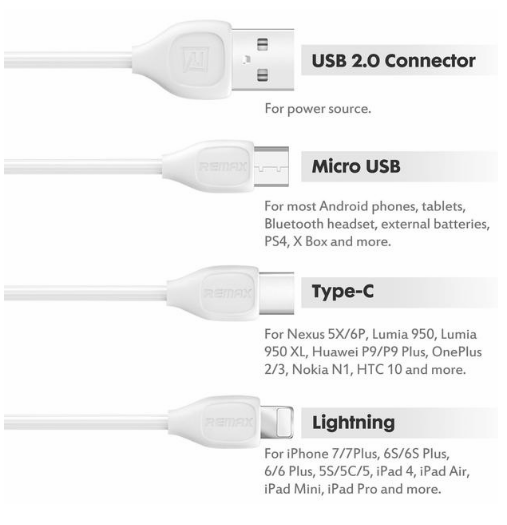 USB 2.0 Connector
For power source.
REMAX
Micro USB
For most Android phones, tablets,
Bluetooth headset, external batteries,
PS4, X Box and more.
REMAX
Type-C
For Nexus 5X/6P, Lumia 950, Lumia
950 XL, Huawei P9/P9 Plus, OnePlus
2/3, Nokia N1, HTC 10 and more.
REMAX
Lightning
For iPhone 7/7Plus, 6S/6S Plus,
6/6 Plus, 5S/5C/5, iPad 4, iPad Air,
iPad Mini, iPad Pro and more.